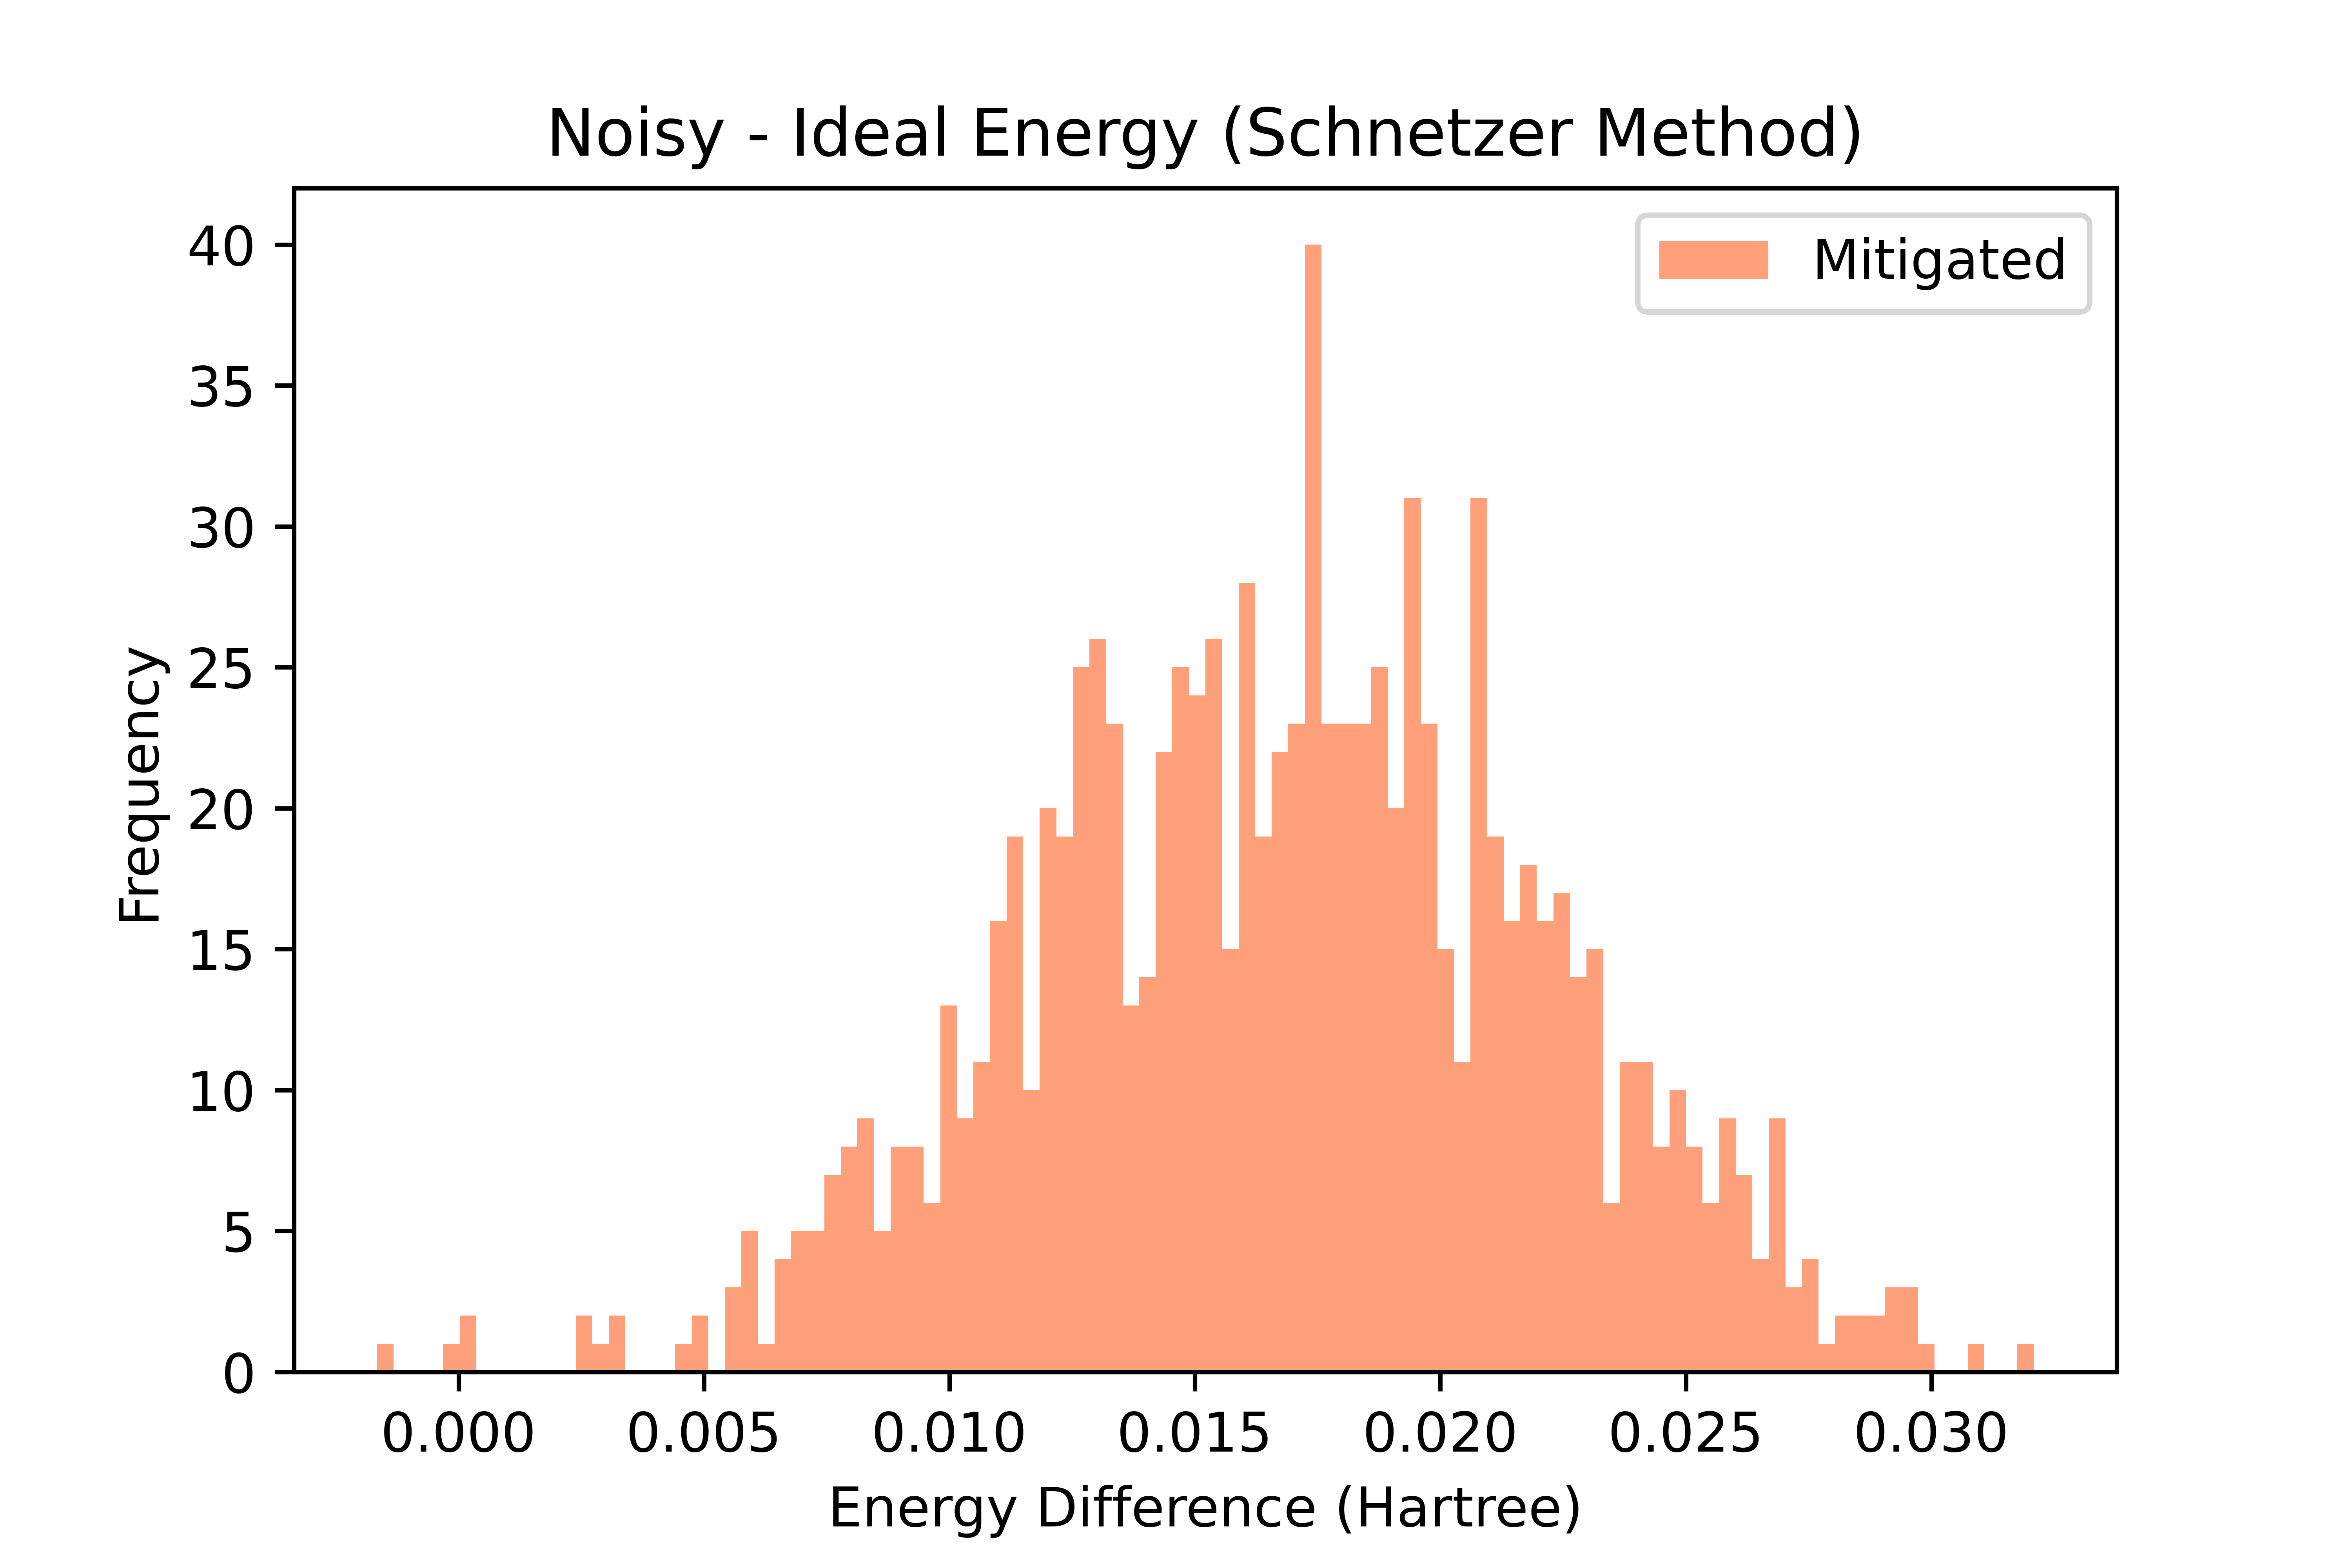 Noisy - Ideal Energy (Schnetzer Method)
Mitigated
40
35
30
25
20
15
10
5
0
Frequency
0.000 0.005 0.010 0.015 0.020 0.025 0.030
Energy Difference (Hartree)